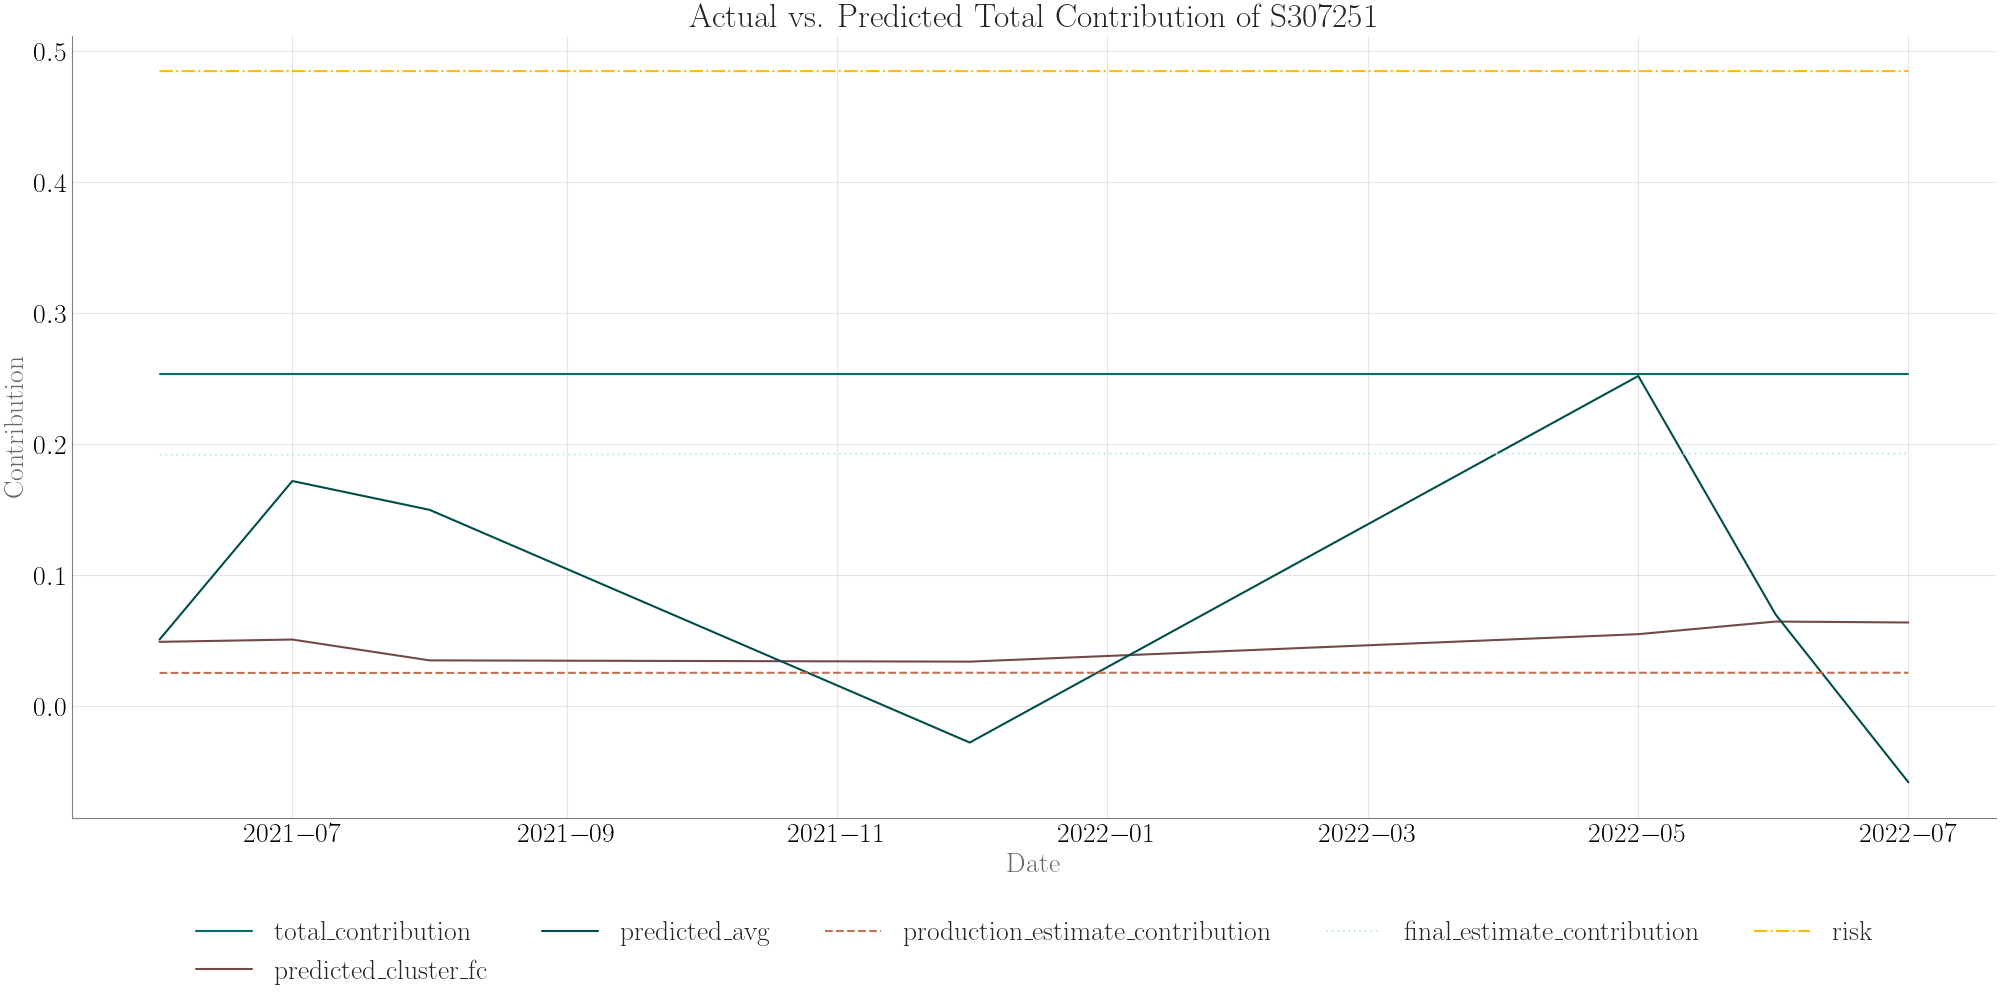 Actual vs. Predicted Total Contribution of S307251
0.5
0.4
0.3
0.2
0.1
0.0
Contribution
2021–07 2021–09 2021–11 2022–01 2022–03 2022–05 2022–07
Date
total_contribution predicted_avg production_estimate_contribution final_estimate_contribution risk
predicted_cluster_fc